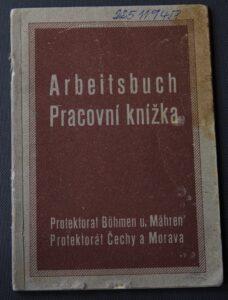 Arbeitsbuch
Pracovní knížka
Protektorat Böhmen u. Mähren
Protektorát Čechy a Morava